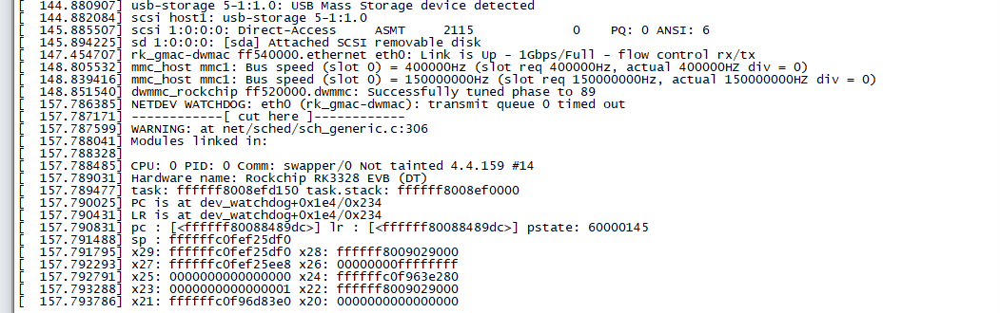 [  144.880907] usb-storage 5-1:1.0: USB Mass Storage device detected
[  144.882084] scsi host1: usb-storage 5-1:1.0
[  145.885507] scsi 1:0:0:0: Direct-Access     ASMT     2115             0    PQ: 0 ANSI: 6
[  145.894225] sd 1:0:0:0: [sda] Attached SCSI removable disk
[  147.454707] rk_gmac-dwmac ff540000.ethernet eth0: Link is Up - 1Gbps/Full - flow control rx/tx
[  148.805532] mmc_host mmc1: Bus speed (slot 0) = 400000Hz (slot req 400000Hz, actual 400000HZ div = 0)
[  148.839416] mmc_host mmc1: Bus speed (slot 0) = 150000000Hz (slot req 150000000Hz, actual 150000000HZ div = 0)
[  148.851540] dwmmc_rockchip ff520000.dwmmc: Successfully tuned phase to 89
[  157.786385] NETDEV WATCHDOG: eth0 (rk_gmac-dwmac): transmit queue 0 timed out
[  157.787171] ------------[ cut here ]------------
[  157.787599] WARNING: at net/sched/sch_generic.c:306
[  157.788041] Modules linked in:
[  157.788328]
[  157.788485] CPU: 0 PID: 0 Comm: swapper/0 Not tainted 4.4.159 #14
[  157.789031] Hardware name: Rockchip RK3328 EVB (DT)
[  157.789477] task: ffffff8008efd150 task.stack: ffffff8008ef0000
[  157.790025] PC is at dev_watchdog+0x1e4/0x234
[  157.790431] LR is at dev_watchdog+0x1e4/0x234
[  157.790831] pc : [<ffffff80088489dc>] lr : [<ffffff80088489dc>] pstate: 60000145
[  157.791488] sp : ffffffc0fef25df0
[  157.791795] x29: ffffffc0fef25df0 x28: ffffff8009029000
[  157.792293] x27: ffffffc0fef25ee8 x26: 00000000ffffffff
[  157.792791] x25: 0000000000000000 x24: ffffffc0f963e280
[  157.793288] x23: 0000000000000001 x22: ffffff8009029000
[  157.793786] x21: ffffffc0f96d83e0 x20: 0000000000000000